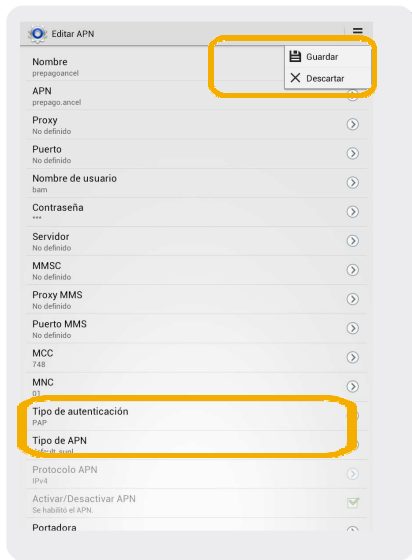 Editar APN
Guardar
Descartar
Nombre
prepagoancel
APN
prepago.ancel
Proxy
No definido
Puerto
No definido
Nombre de usuario
bam
Contraseña
***
Servidor
No definido
MMSC
No definido
Proxy MMS
No definido
Puerto MMS
No definido
MCC
748
MNC
01
Tipo de autenticación
PAP
Tipo de APN
default,supl
Protocolo APN
IPv4
Activar/Desactivar APN
Se habilitó el APN.
Portadora